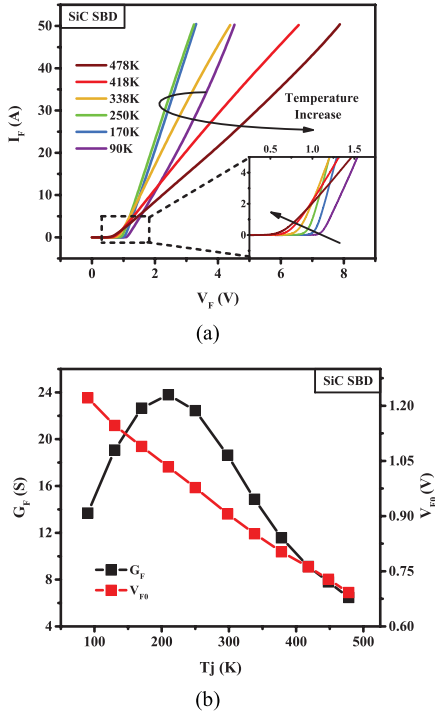 SiC SBD
50
40
30
20
10
0
I_F (A)
478K
418K
338K
250K
170K
90K
Temperature
Increase
0.5 1.0 1.5
4
2
0
0 2 4 6 8
V_F (V)
(a)
SiC SBD
24
20
16
12
8
4
G_F (S)
1.20
1.05
0.90
0.75
0.60
V_F0 (V)
G_F
V_F0
100 200 300 400 500
Tj (K)
(b)